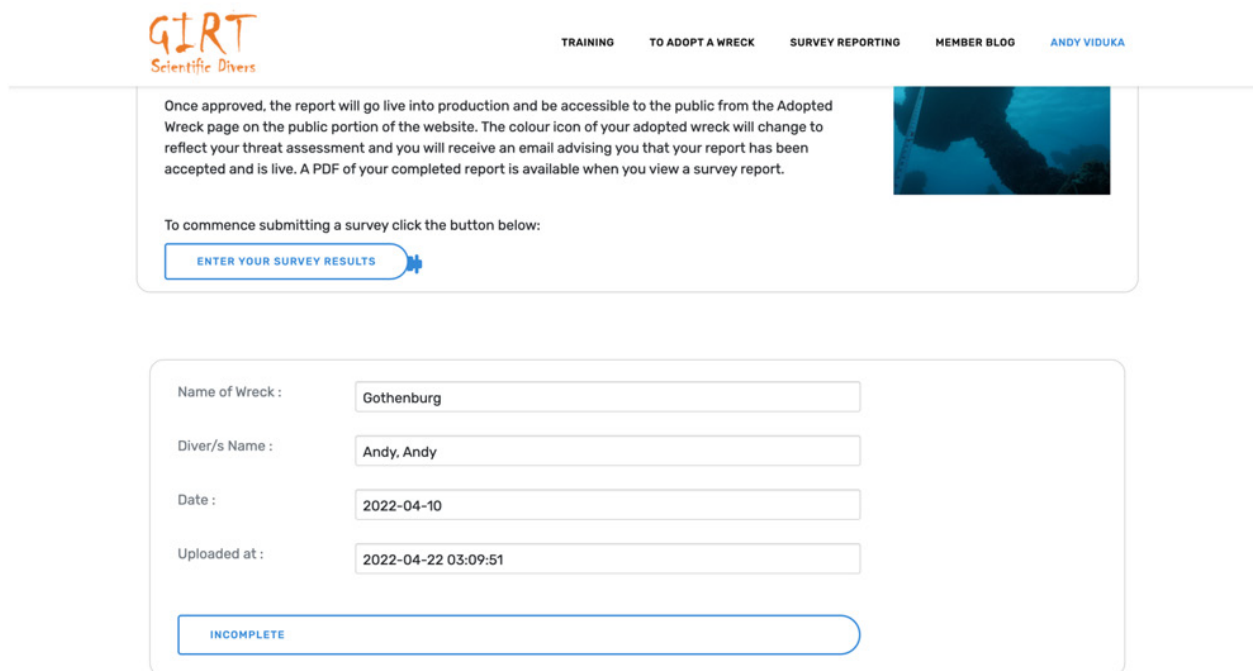 GIRT
Scientific Divers
TRAINING
TO ADOPT A WRECK
SURVEY REPORTING
MEMBER BLOG
ANDY VIDUKA
Once approved, the report will go live into production and be accessible to the public from the Adopted
Wreck page on the public portion of the website. The colour icon of your adopted wreck will change to
reflect your threat assessment and you will receive an email advising you that your report has been
accepted and is live. A PDF of your completed report is available when you view a survey report.
To commence submitting a survey click the button below:
ENTER YOUR SURVEY RESULTS
Name of Wreck : Gothenburg
Diver/s Name : Andy, Andy
Date : 2022-04-10
Uploaded at : 2022-04-22 03:09:51
INCOMPLETE